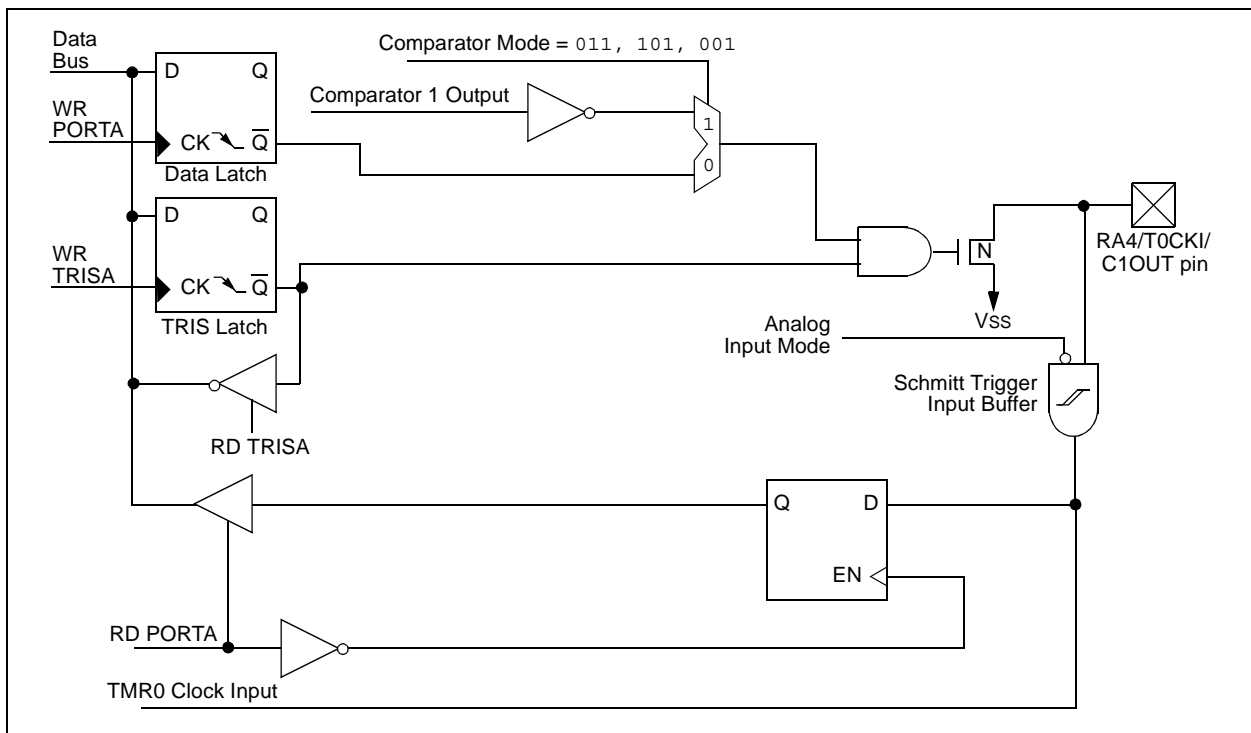 Data
Bus
WR
PORTA
D
Q
CK
Q̅
Data Latch
Comparator Mode = 011, 101, 001
Comparator 1 Output
1
0
WR
TRISA
D
Q
CK
Q̅
TRIS Latch
RD TRISA
N
VSS
RA4/T0CKI/
C1OUT pin
Analog
Input Mode
Schmitt Trigger
Input Buffer
Q
D
EN
RD PORTA
TMR0 Clock Input